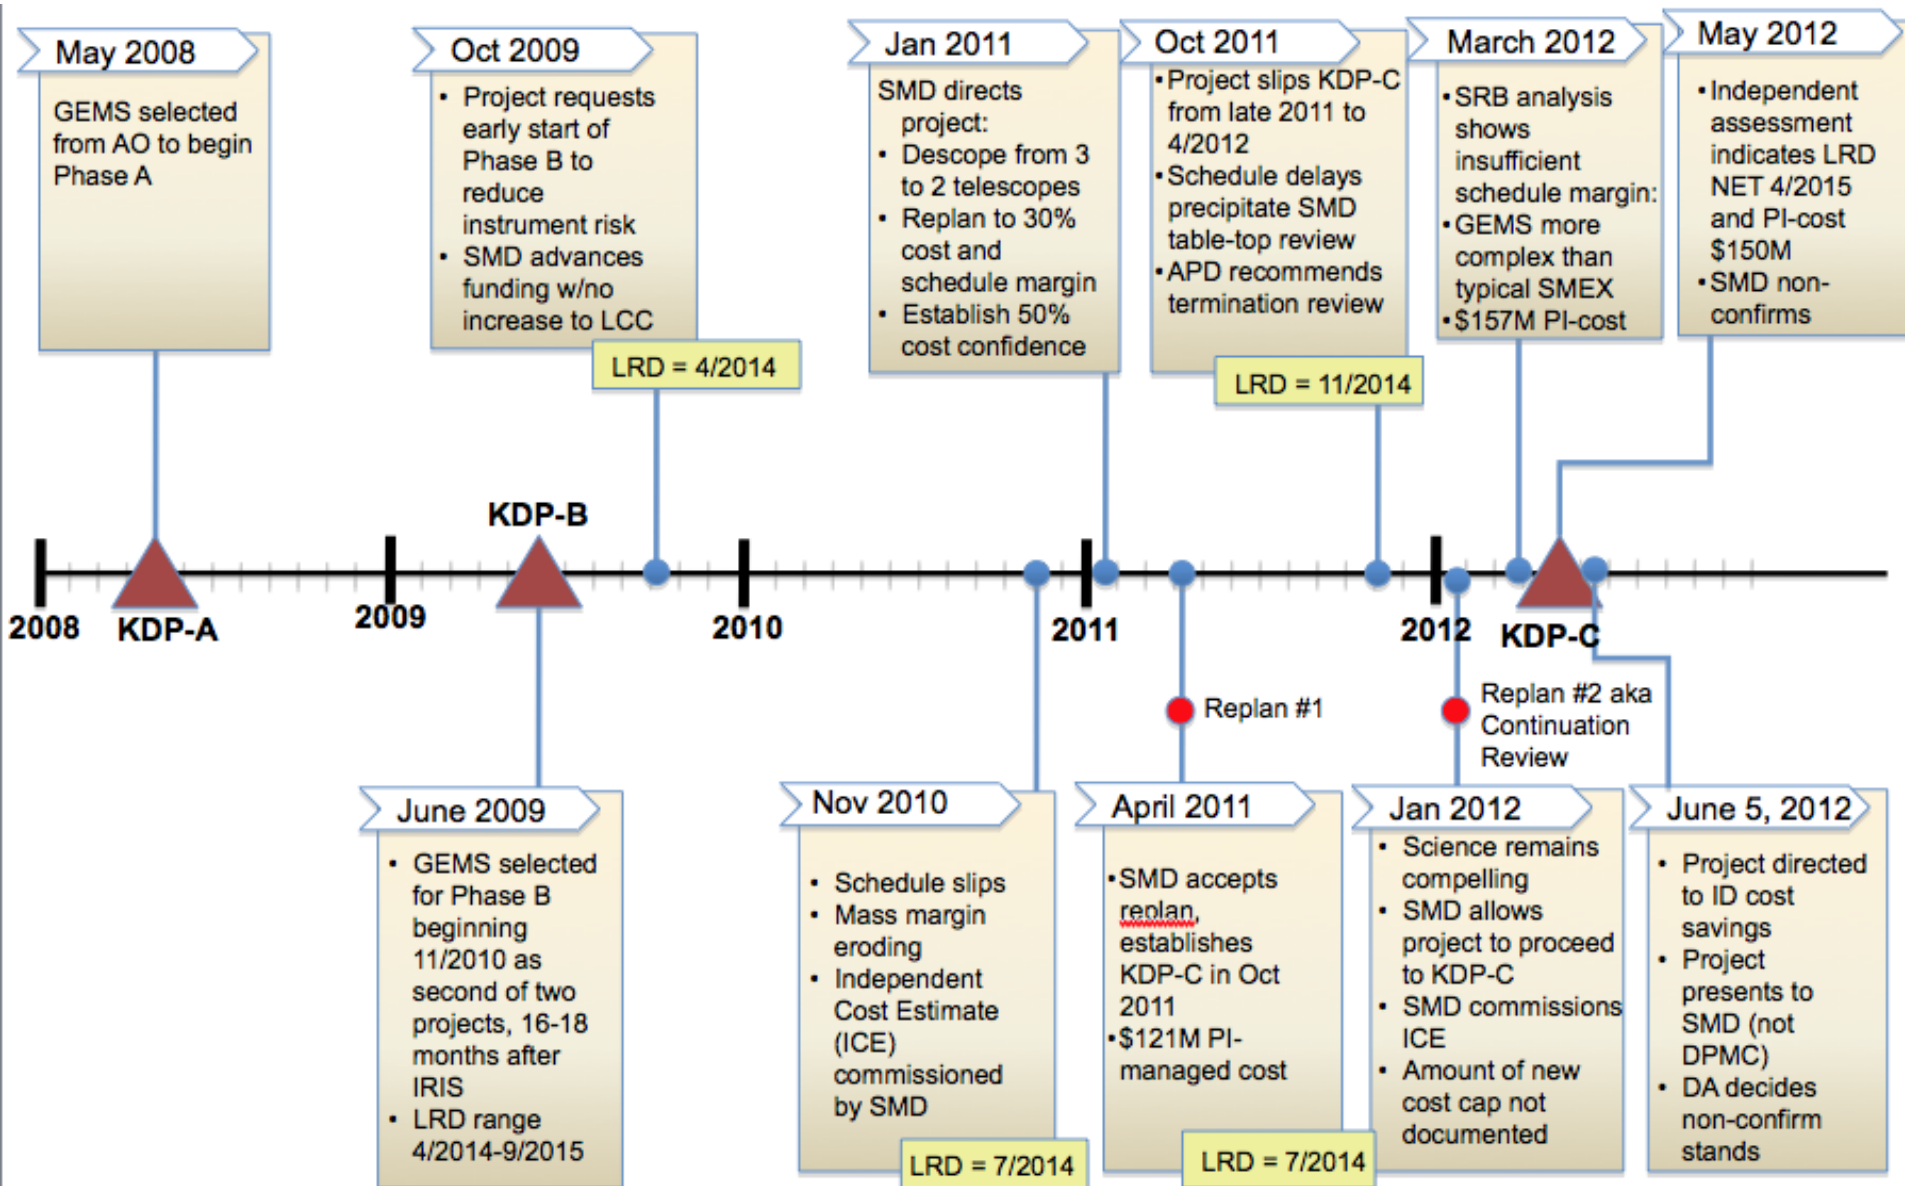 May 2008
GEMS selected
from AO to begin
Phase A
Oct 2009
• Project requests
early start of
Phase B to
reduce
instrument risk
• SMD advances
funding w/no
increase to LCC
LRD = 4/2014
Jan 2011
SMD directs
project:
• Descope from 3
to 2 telescopes
• Replan to 30%
cost and
schedule margin
• Establish 50%
cost confidence
Oct 2011
•Project slips KDP-C
from late 2011 to
4/2012
•Schedule delays
precipitate SMD
table-top review
•APD recommends
termination review
LRD = 11/2014
March 2012
•SRB analysis
shows
insufficient
schedule margin:
•GEMS more
complex than
typical SMEX
•$157M PI-cost
May 2012
•Independent
assessment
indicates LRD
NET 4/2015
and PI-cost
$150M
•SMD non-
confirms
KDP-B
2008
KDP-A
2009
2010
2011
2012
KDP-C
Replan #1
Replan #2 aka
Continuation
Review
June 2009
• GEMS selected
for Phase B
beginning
11/2010 as
second of two
projects, 16-18
months after
IRIS
• LRD range
4/2014-9/2015
Nov 2010
• Schedule slips
• Mass margin
eroding
• Independent
Cost Estimate
(ICE)
commissioned
by SMD
LRD = 7/2014
April 2011
•SMD accepts
replan,
establishes
KDP-C in Oct
2011
•$121M PI-
managed cost
LRD = 7/2014
Jan 2012
• Science remains
compelling
• SMD allows
project to proceed
to KDP-C
• SMD commissions
ICE
• Amount of new
cost cap not
documented
June 5, 2012
• Project directed
to ID cost
savings
• Project
presents to
SMD (not
DPMC)
• DA decides
non-confirm
stands